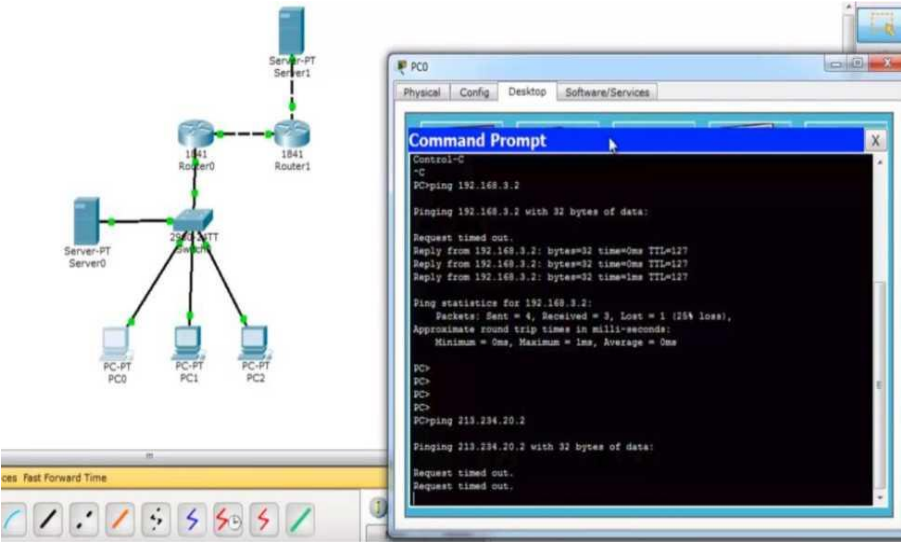 Server-PT
Server1
1841
Router0
1841
Router1
Server-PT
Server0
PC-PT
PC0
PC-PT
PC1
PC-PT
PC2
Fast Forward Time
PC0
Physical Config Desktop Software/Services
Command Prompt
X
Control-C
^C
PC>ping 192.168.3.2
Pinging 192.168.3.2 with 32 bytes of data:
Request timed out.
Reply from 192.168.3.2: bytes=32 time=0ms TTL=127
Reply from 192.168.3.2: bytes=32 time=0ms TTL=127
Reply from 192.168.3.2: bytes=32 time=1ms TTL=127
Ping statistics for 192.168.3.2:
Packets: Sent = 4, Received = 3, Lost = 1 (25% loss),
Approximate round trip times in milli-seconds:
Minimum = 0ms, Maximum = 1ms, Average = 0ms
PC>
PC>
PC>
PC>
PC>ping 213.234.20.2
Pinging 213.234.20.2 with 32 bytes of data:
Request timed out.
Request timed out.